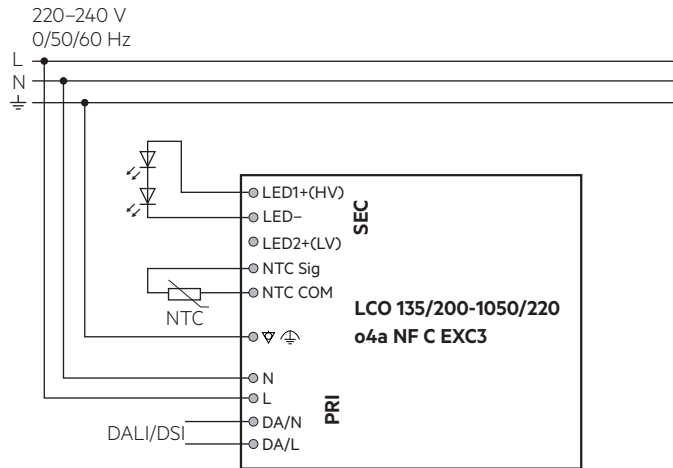 220–240 V
0/50/60 Hz
L
N
LED1+(HV)
LED–
LED2+(LV)
NTC Sig
NTC COM
NTC
SEC
LCO 135/200-1050/220
o4a NF C EXC3
N
L
DA/N
DA/L
PRI
DALI/DSI